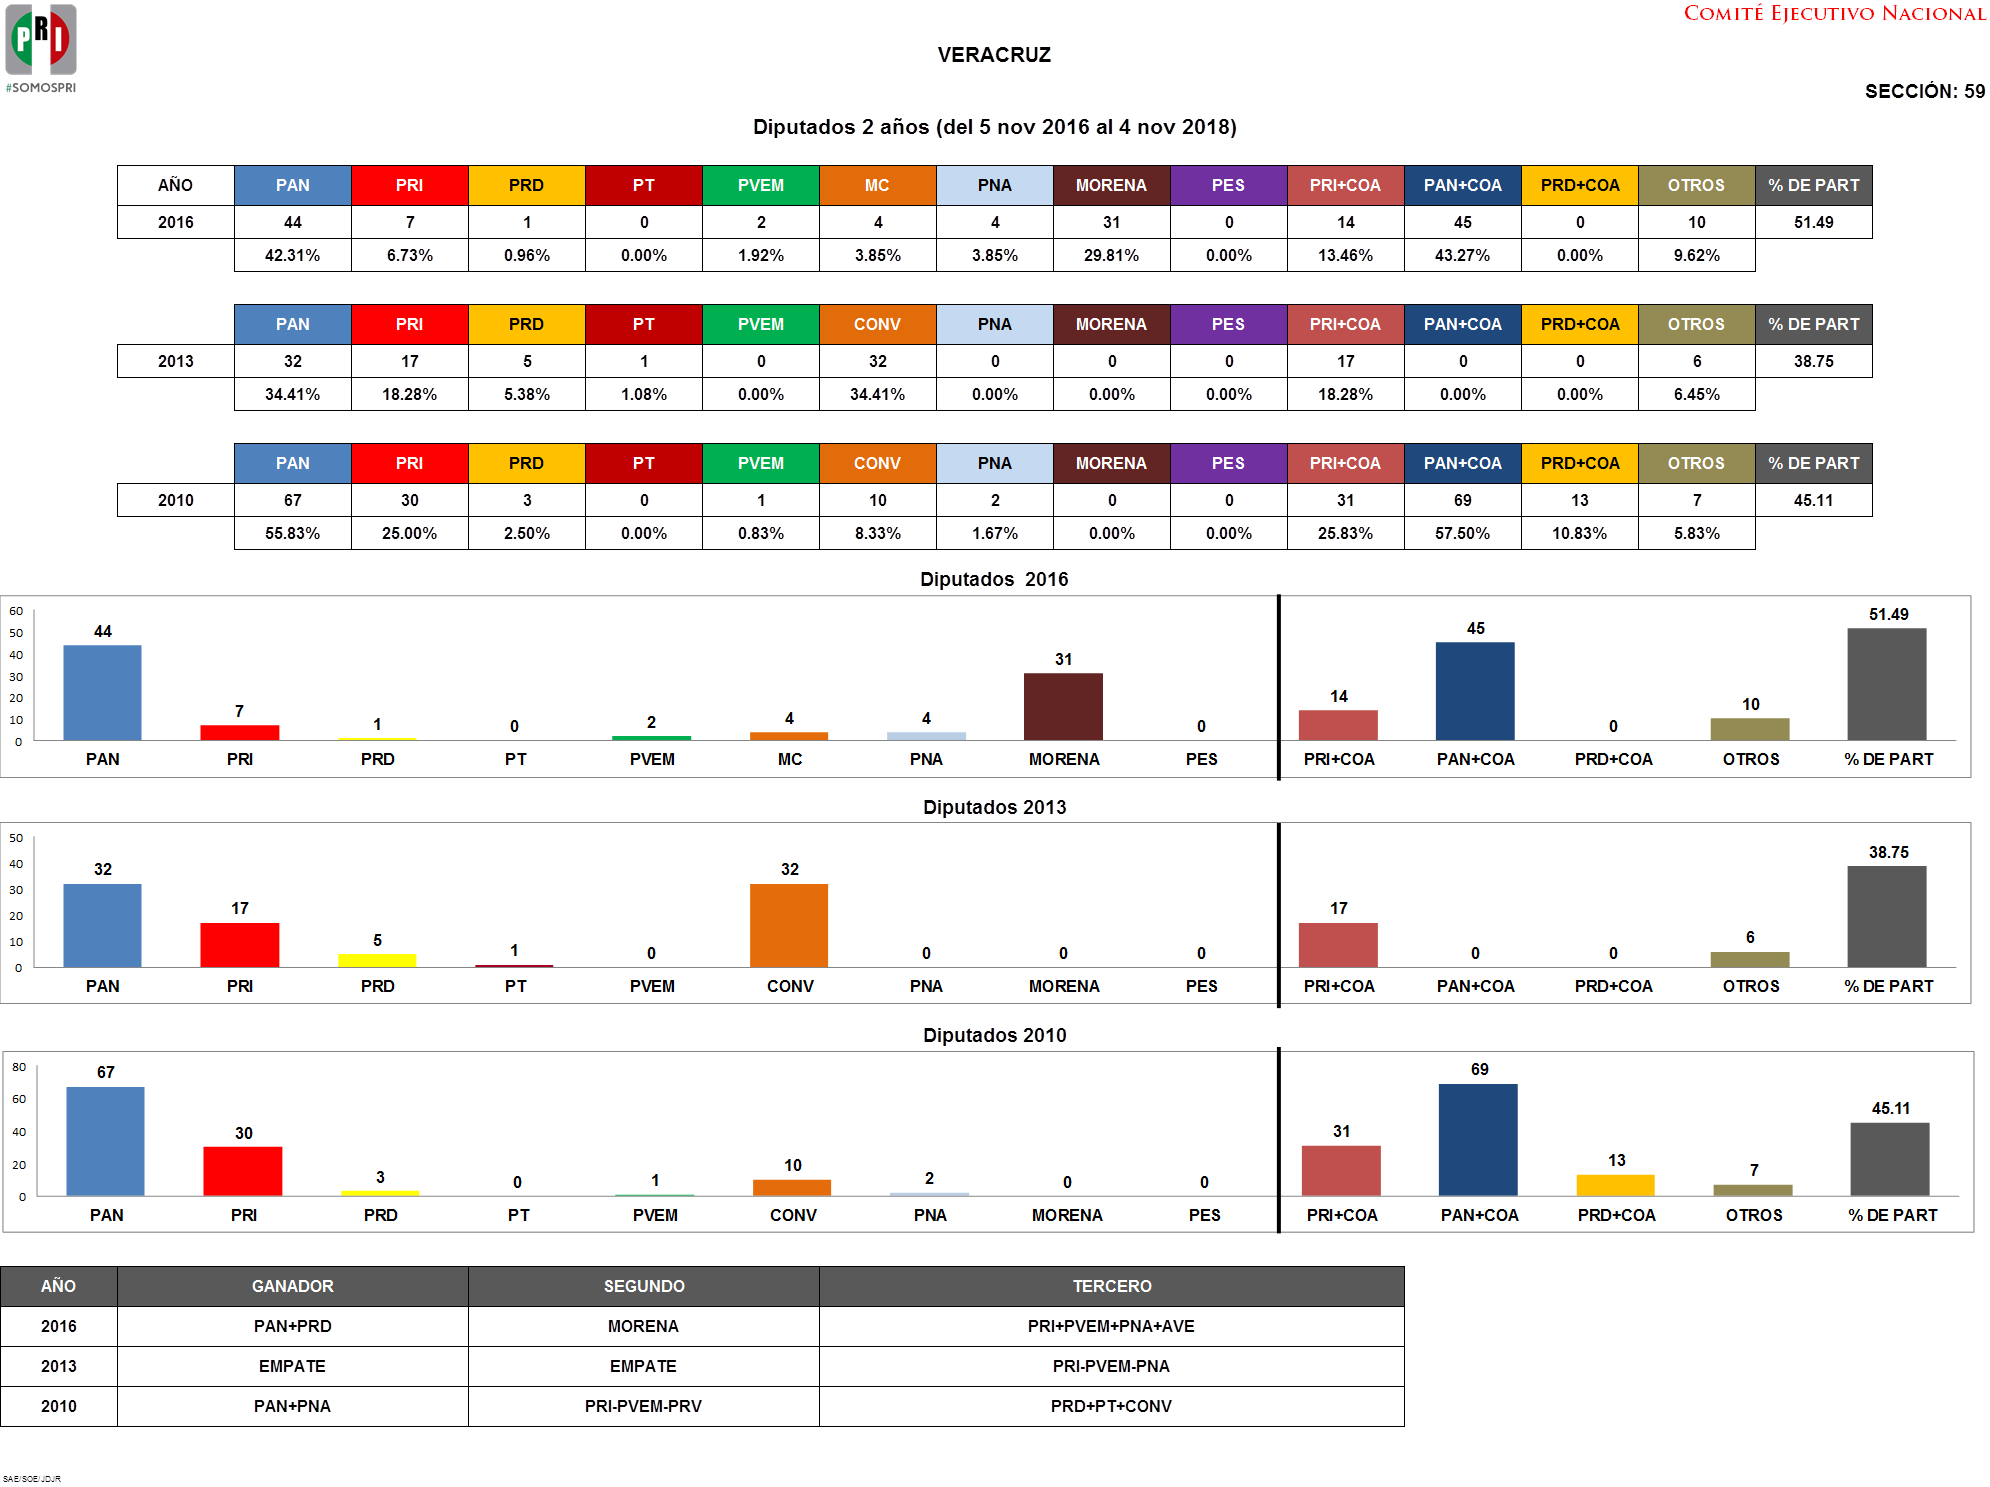 PRI
#SOMOSPRI
COMITÉ EJECUTIVO NACIONAL
VERACRUZ
SECCIÓN: 59
Diputados 2 años (del 5 nov 2016 al 4 nov 2018)
AÑO PAN PRI PRD PT PVEM MC PNA MORENA PES PRI+COA PAN+COA PRD+COA OTROS % DE PART
2016 44 7 1 0 2 4 4 31 0 14 45 0 10 51.49
42.31% 6.73% 0.96% 0.00% 1.92% 3.85% 3.85% 29.81% 0.00% 13.46% 43.27% 0.00% 9.62%
PAN PRI PRD PT PVEM CONV PNA MORENA PES PRI+COA PAN+COA PRD+COA OTROS % DE PART
2013 32 17 5 1 0 32 0 0 0 17 0 0 6 38.75
34.41% 18.28% 5.38% 1.08% 0.00% 34.41% 0.00% 0.00% 0.00% 18.28% 0.00% 0.00% 6.45%
PAN PRI PRD PT PVEM CONV PNA MORENA PES PRI+COA PAN+COA PRD+COA OTROS % DE PART
2010 67 30 3 0 1 10 2 0 0 31 69 13 7 45.11
55.83% 25.00% 2.50% 0.00% 0.83% 8.33% 1.67% 0.00% 0.00% 25.83% 57.50% 10.83% 5.83%
Diputados 2016
60
50
40
30
20
10
0
44 7 1 0 2 4 4 31 0 14 45 0 10 51.49
PAN PRI PRD PT PVEM MC PNA MORENA PES PRI+COA PAN+COA PRD+COA OTROS % DE PART
Diputados 2013
50
40
30
20
10
0
32 17 5 1 0 32 0 0 0 17 0 0 6 38.75
PAN PRI PRD PT PVEM CONV PNA MORENA PES PRI+COA PAN+COA PRD+COA OTROS % DE PART
Diputados 2010
80
60
40
20
0
67 30 3 0 1 10 2 0 0 31 69 13 7 45.11
PAN PRI PRD PT PVEM CONV PNA MORENA PES PRI+COA PAN+COA PRD+COA OTROS % DE PART
AÑO GANADOR SEGUNDO TERCERO
2016 PAN+PRD MORENA PRI+PVEM+PNA+AVE
2013 EMPATE EMPATE PRI-PVEM-PNA
2010 PAN+PNA PRI-PVEM-PRV PRD+PT+CONV
SAE/SOE/JDJR